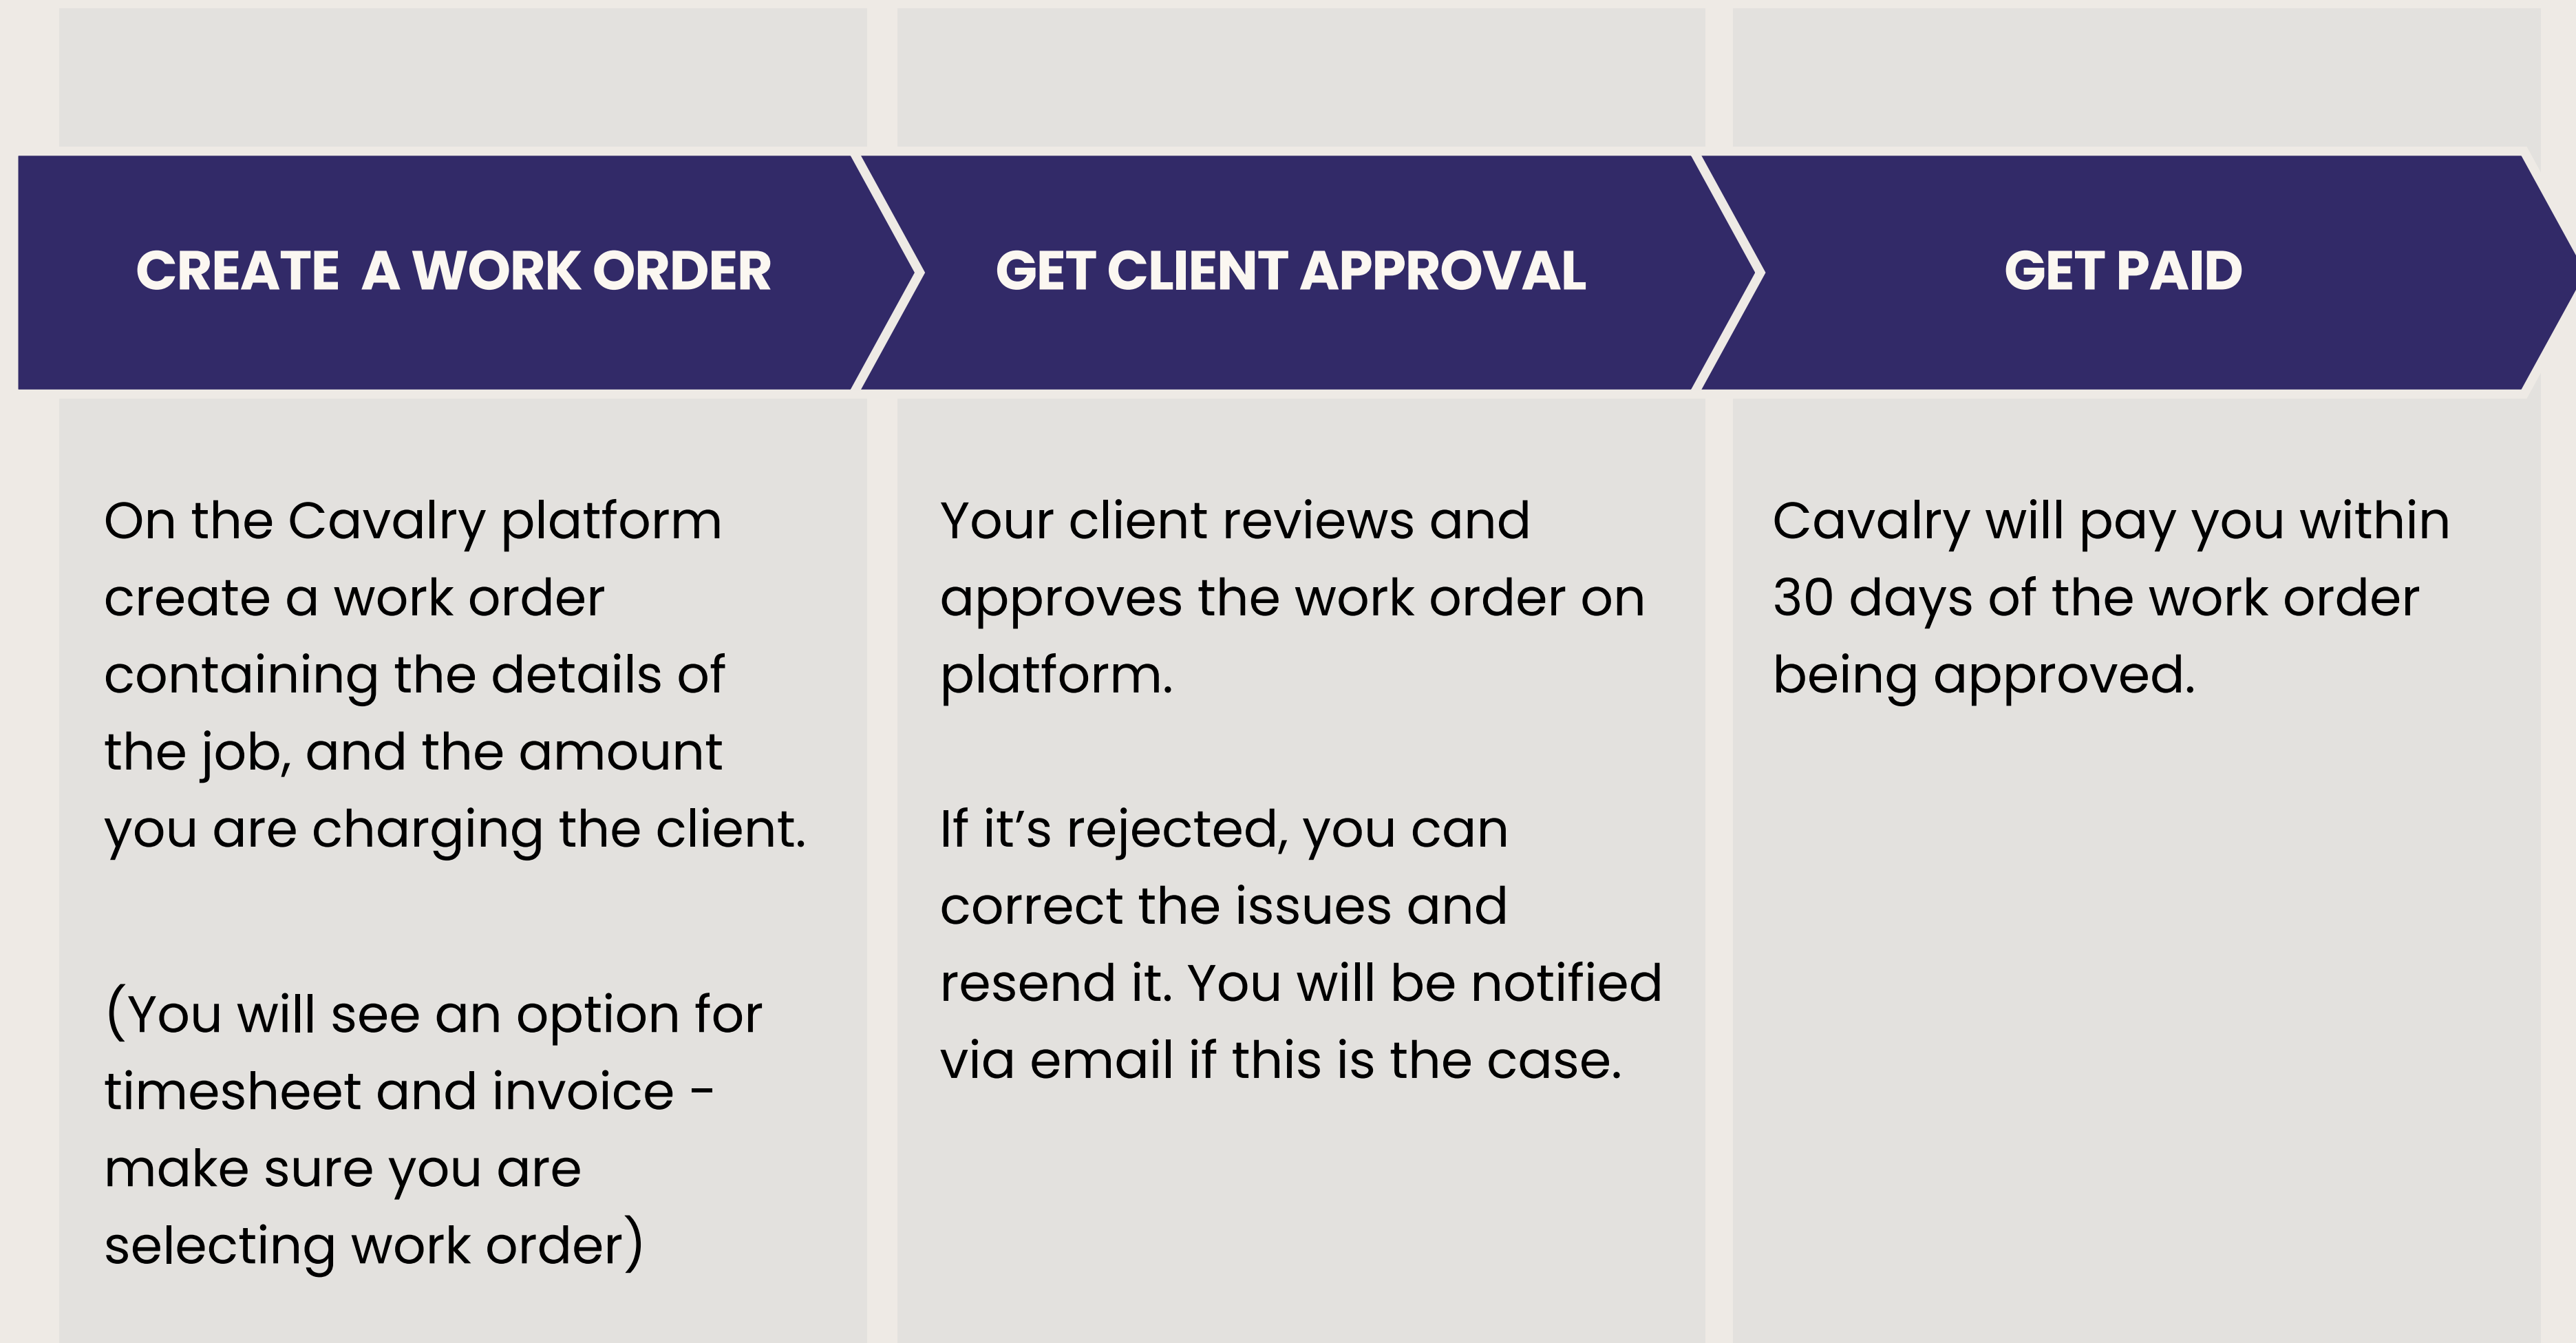 CREATE  A WORK ORDER
GET CLIENT APPROVAL
GET PAID
On the Cavalry platform
create a work order
containing the details of
the job, and the amount
you are charging the client.
(You will see an option for
timesheet and invoice -
make sure you are
selecting work order)
Your client reviews and
approves the work order on
platform.
If it’s rejected, you can
correct the issues and
resend it. You will be notified
via email if this is the case.
Cavalry will pay you within
30 days of the work order
being approved.